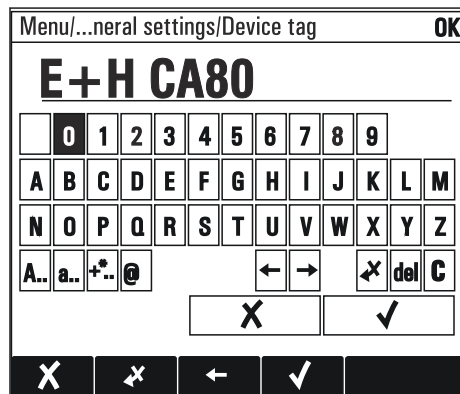 Menu/...neral settings/Device tag OK
E+H CA80
0 1 2 3 4 5 6 7 8 9
A B C D E F G H I J K L M
N O P Q R S T U V W X Y Z
A.. a.. +*.. @ ← → ↙✗ del C
✗ ✓
✗ ↙✗ ← ✓